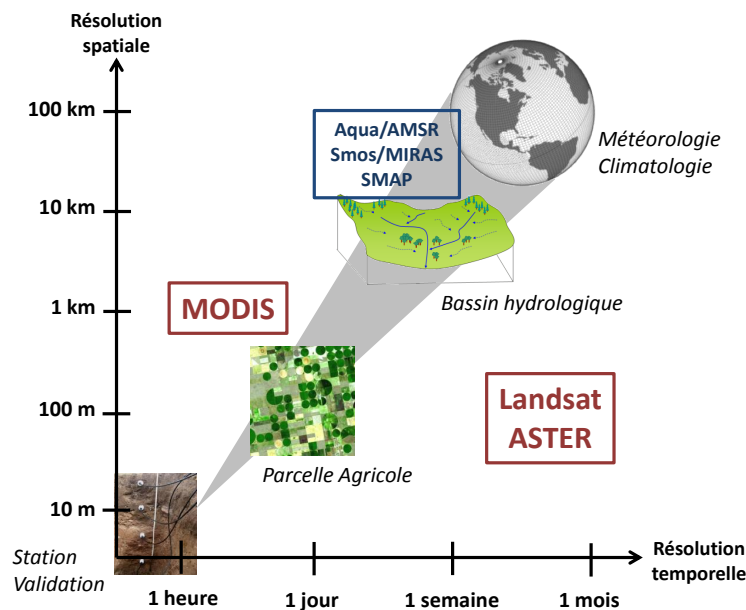 Résolution
spatiale
100 km
10 km
1 km
100 m
10 m
Aqua/AMSR
Smos/MIRAS
SMAP
Météorologie
Climatologie
Bassin hydrologique
MODIS
Landsat
ASTER
Parcelle Agricole
Station
Validation
1 heure
1 jour
1 semaine
1 mois
Résolution
temporelle